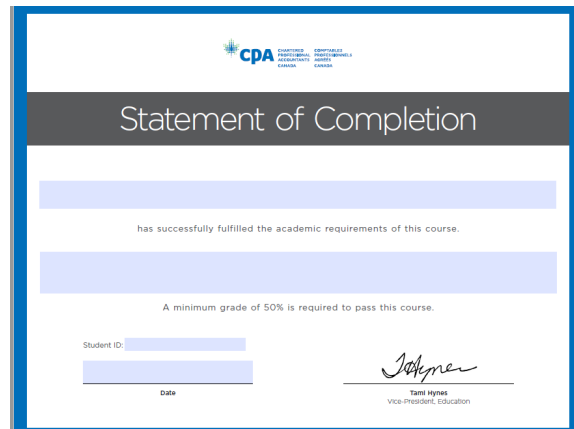 CPA
CHARTERED PROFESSIONAL ACCOUNTANTS CANADA
COMPTABLES PROFESSIONNELS AGRÉÉS CANADA
Statement of Completion
has successfully fulfilled the academic requirements of this course.
A minimum grade of 50% is required to pass this course.
Student ID:
THynes
Date
Tami Hynes
Vice-President, Education